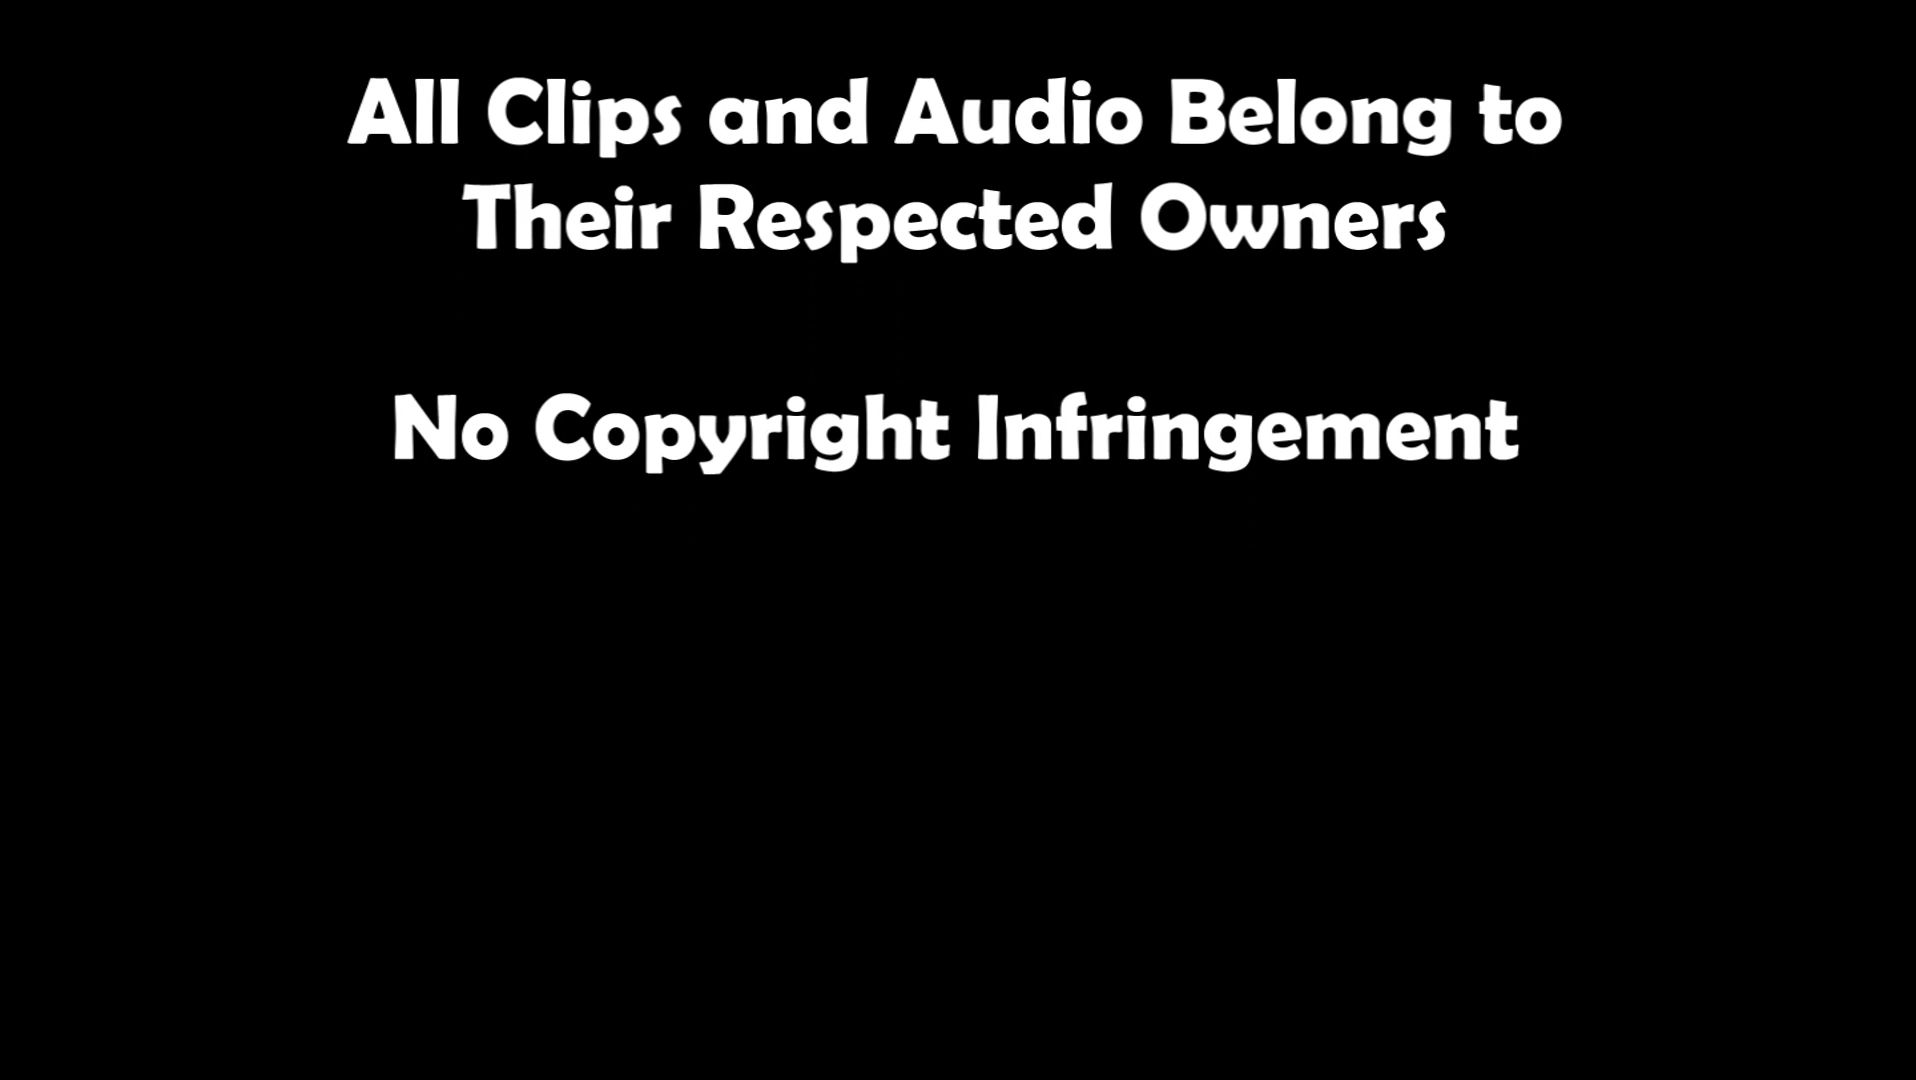 All Clips and Audio Belong to
Their Respected Owners
No Copyright Infringement